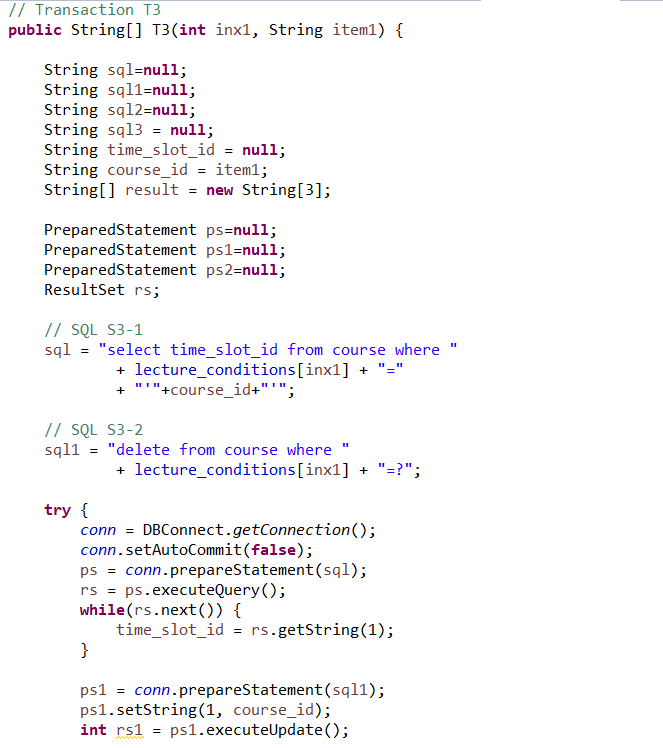 // Transaction T3
public String[] T3(int inx1, String item1) {
String sql=null;
String sql1=null;
String sql2=null;
String sql3 = null;
String time_slot_id = null;
String course_id = item1;
String[] result = new String[3];
PreparedStatement ps=null;
PreparedStatement ps1=null;
PreparedStatement ps2=null;
ResultSet rs;
// SQL S3-1
sql = "select time_slot_id from course where "
+ lecture_conditions[inx1] + "="
+ "'"+course_id+"'";
// SQL S3-2
sql1 = "delete from course where "
+ lecture_conditions[inx1] + "=?";
try {
conn = DBConnect.getConnection();
conn.setAutoCommit(false);
ps = conn.prepareStatement(sql);
rs = ps.executeQuery();
while(rs.next()) {
time_slot_id = rs.getString(1);
}
ps1 = conn.prepareStatement(sql1);
ps1.setString(1, course_id);
int rs1 = ps1.executeUpdate();